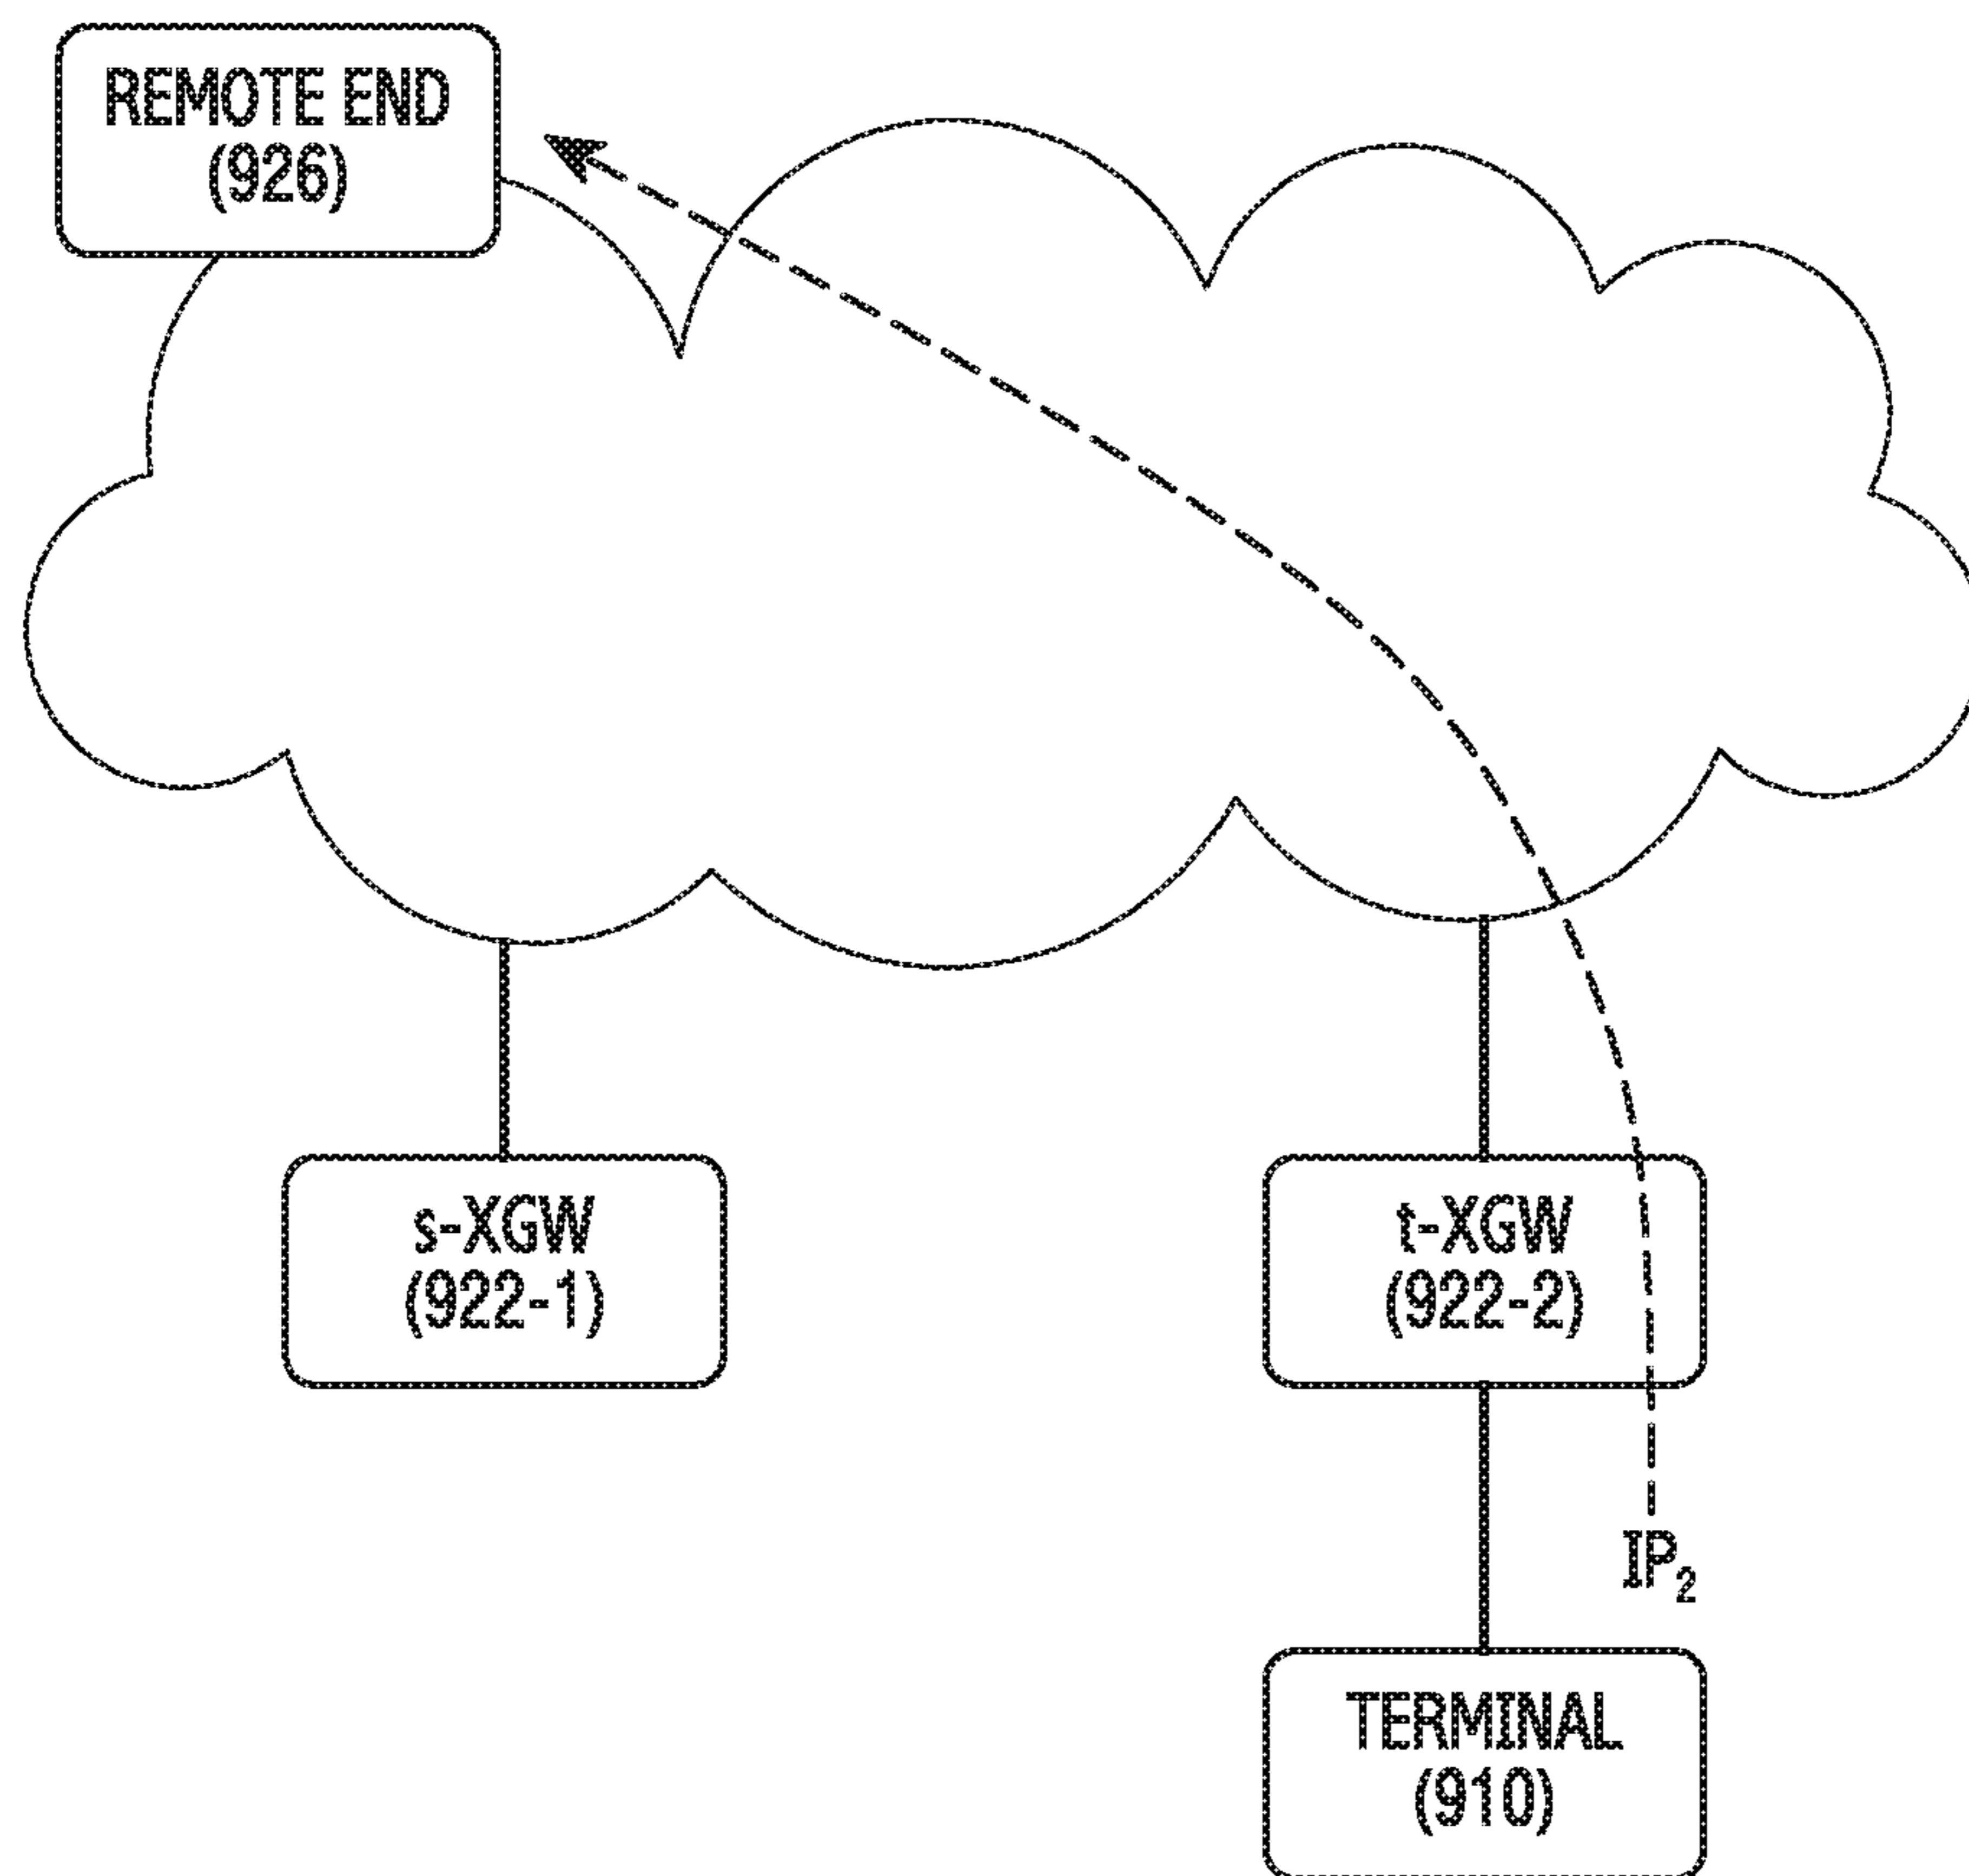 REMOTE END
(926)
s-XGW
(922-1)
t-XGW
(922-2)
IP₂
TERMINAL
(910)